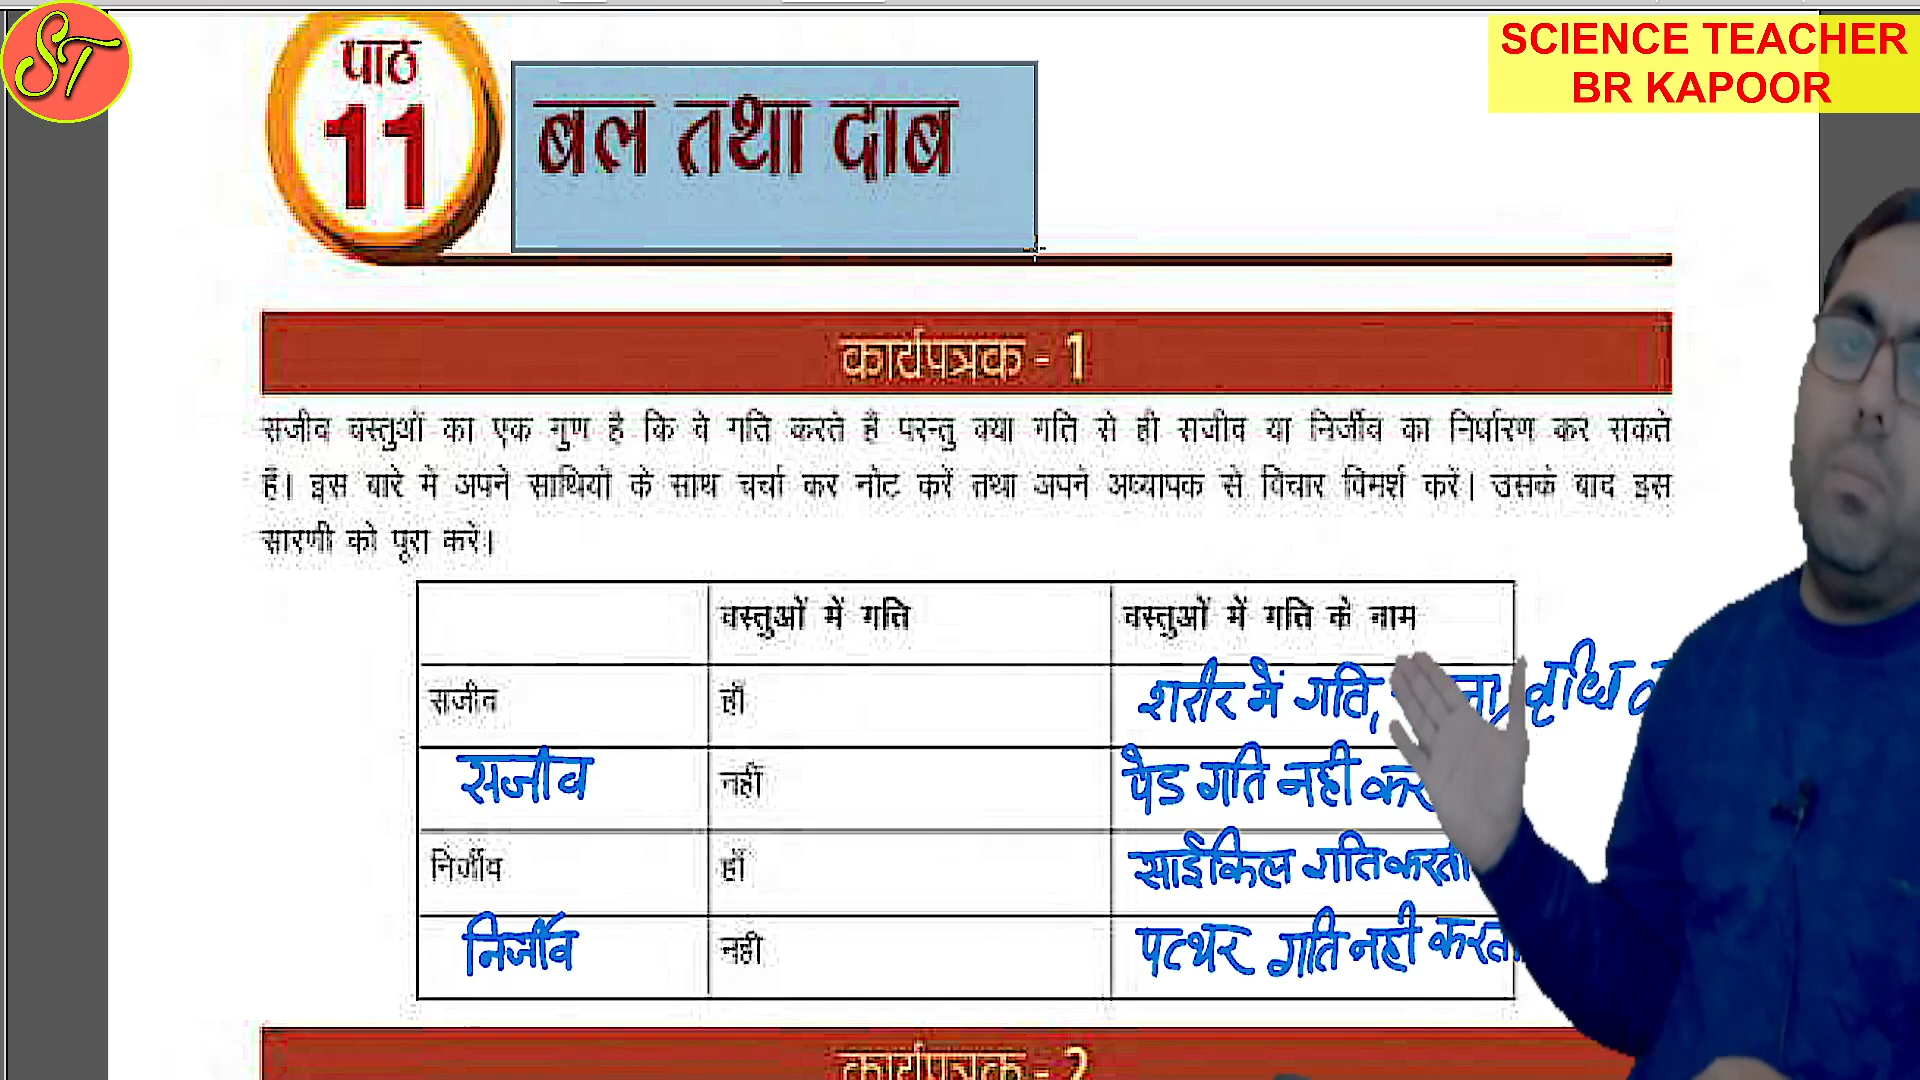 ST
SCIENCE TEACHER
BR KAPOOR
पाठ
11
बल तथा दाब
कार्यपत्रक - 1
सजीव वस्तुओं का एक गुण है कि वे गति करते हैं परन्तु क्या गति से ही सजीव या निर्जीव का निर्धारण कर सकते
हैं। इस बारे में अपने साथियों के साथ चर्चा कर नोट करें तथा अपने अध्यापक से विचार विमर्श करें। उसके बाद इस
सारणी को पूरा करें।
वस्तुओं में गति वस्तुओं में गति के नाम
सजीव हाँ शरीर में गति, वृध्धि
सजीव नहीं पैड गति नही
निर्जीव हाँ साईकिल गति करती
निर्जीव नहीं पत्थर गति नही करता
कार्यपत्रक - 2